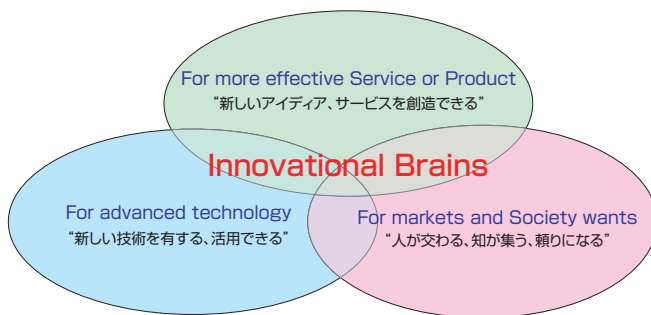 For more effective Service or Product
“新しいアイディア、サービスを創造できる”
Innovational Brains
For advanced technology
“新しい技術を有する、活用できる”
For markets and Society wants
“人が交わる、知が集う、頼りになる”